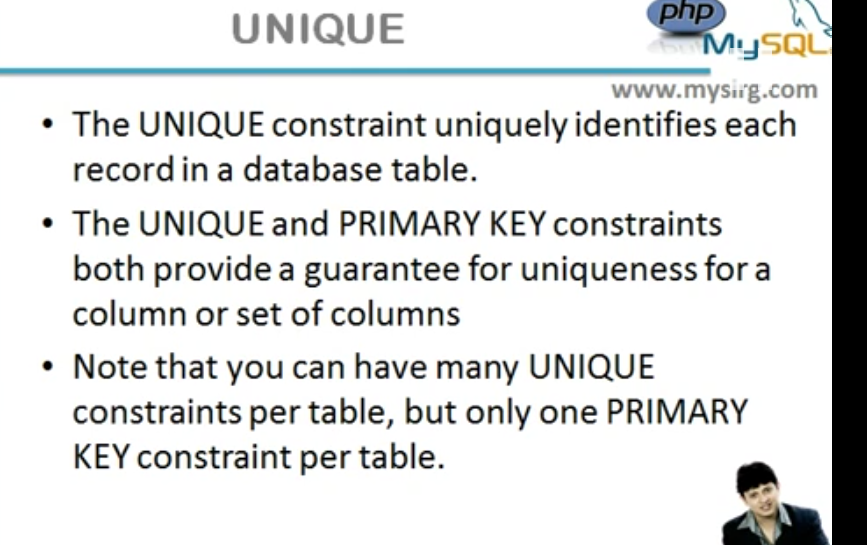 UNIQUE
php
MySQL
www.mysirg.com
• The UNIQUE constraint uniquely identifies each
record in a database table.
• The UNIQUE and PRIMARY KEY constraints
both provide a guarantee for uniqueness for a
column or set of columns
• Note that you can have many UNIQUE
constraints per table, but only one PRIMARY
KEY constraint per table.